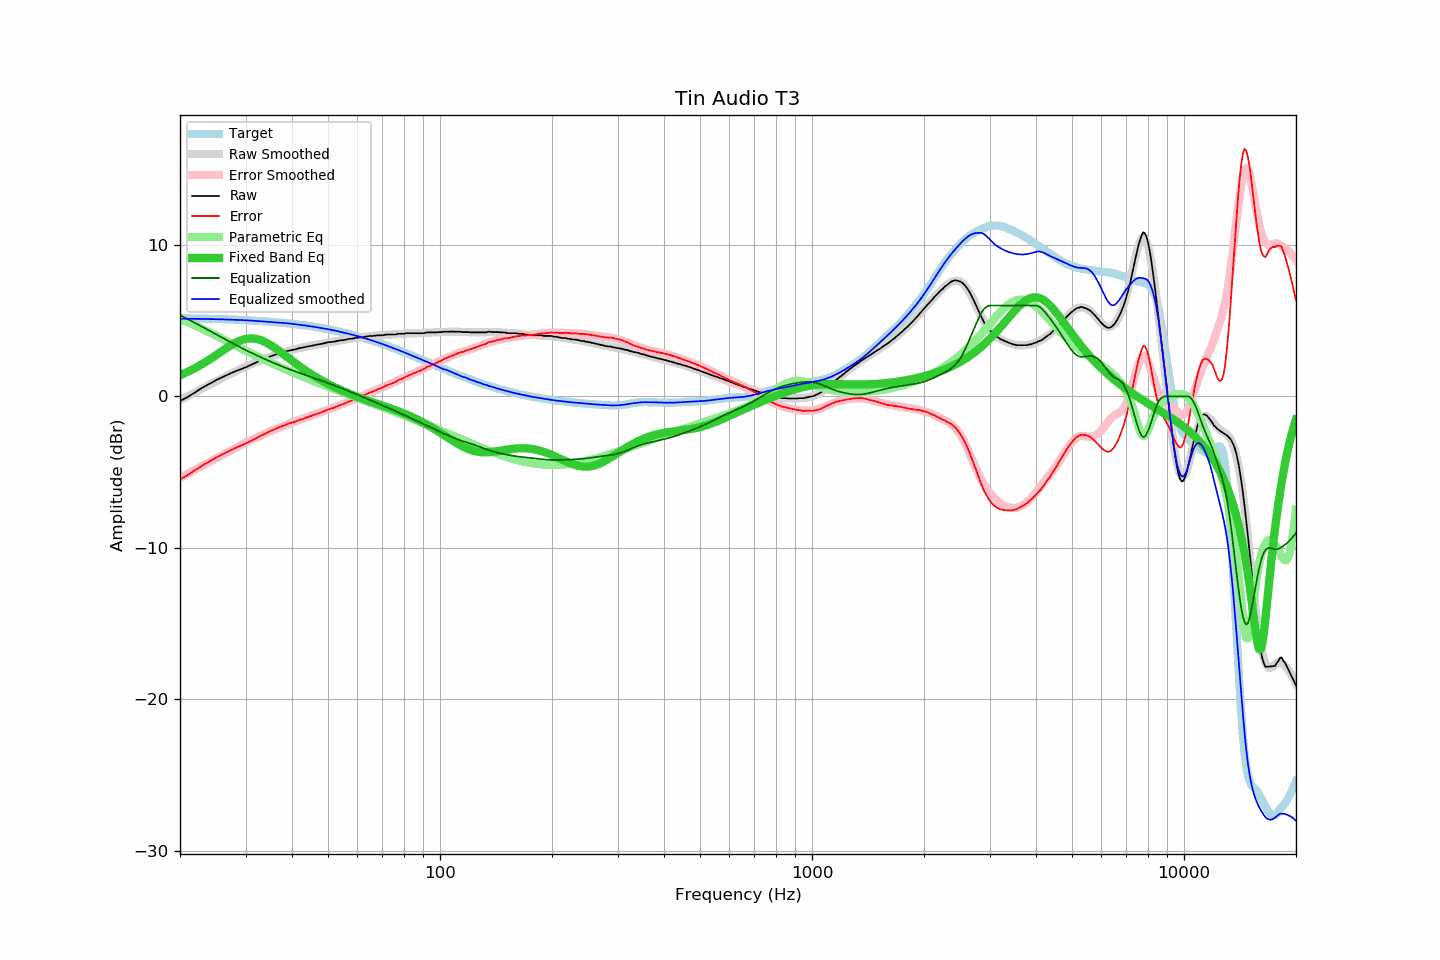 Tin Audio T3
Target
Raw Smoothed
Error Smoothed
Raw
Error
Parametric Eq
Fixed Band Eq
Equalization
Equalized smoothed
10
0
−10
−20
−30
Amplitude (dBr)
100
1000
10000
Frequency (Hz)